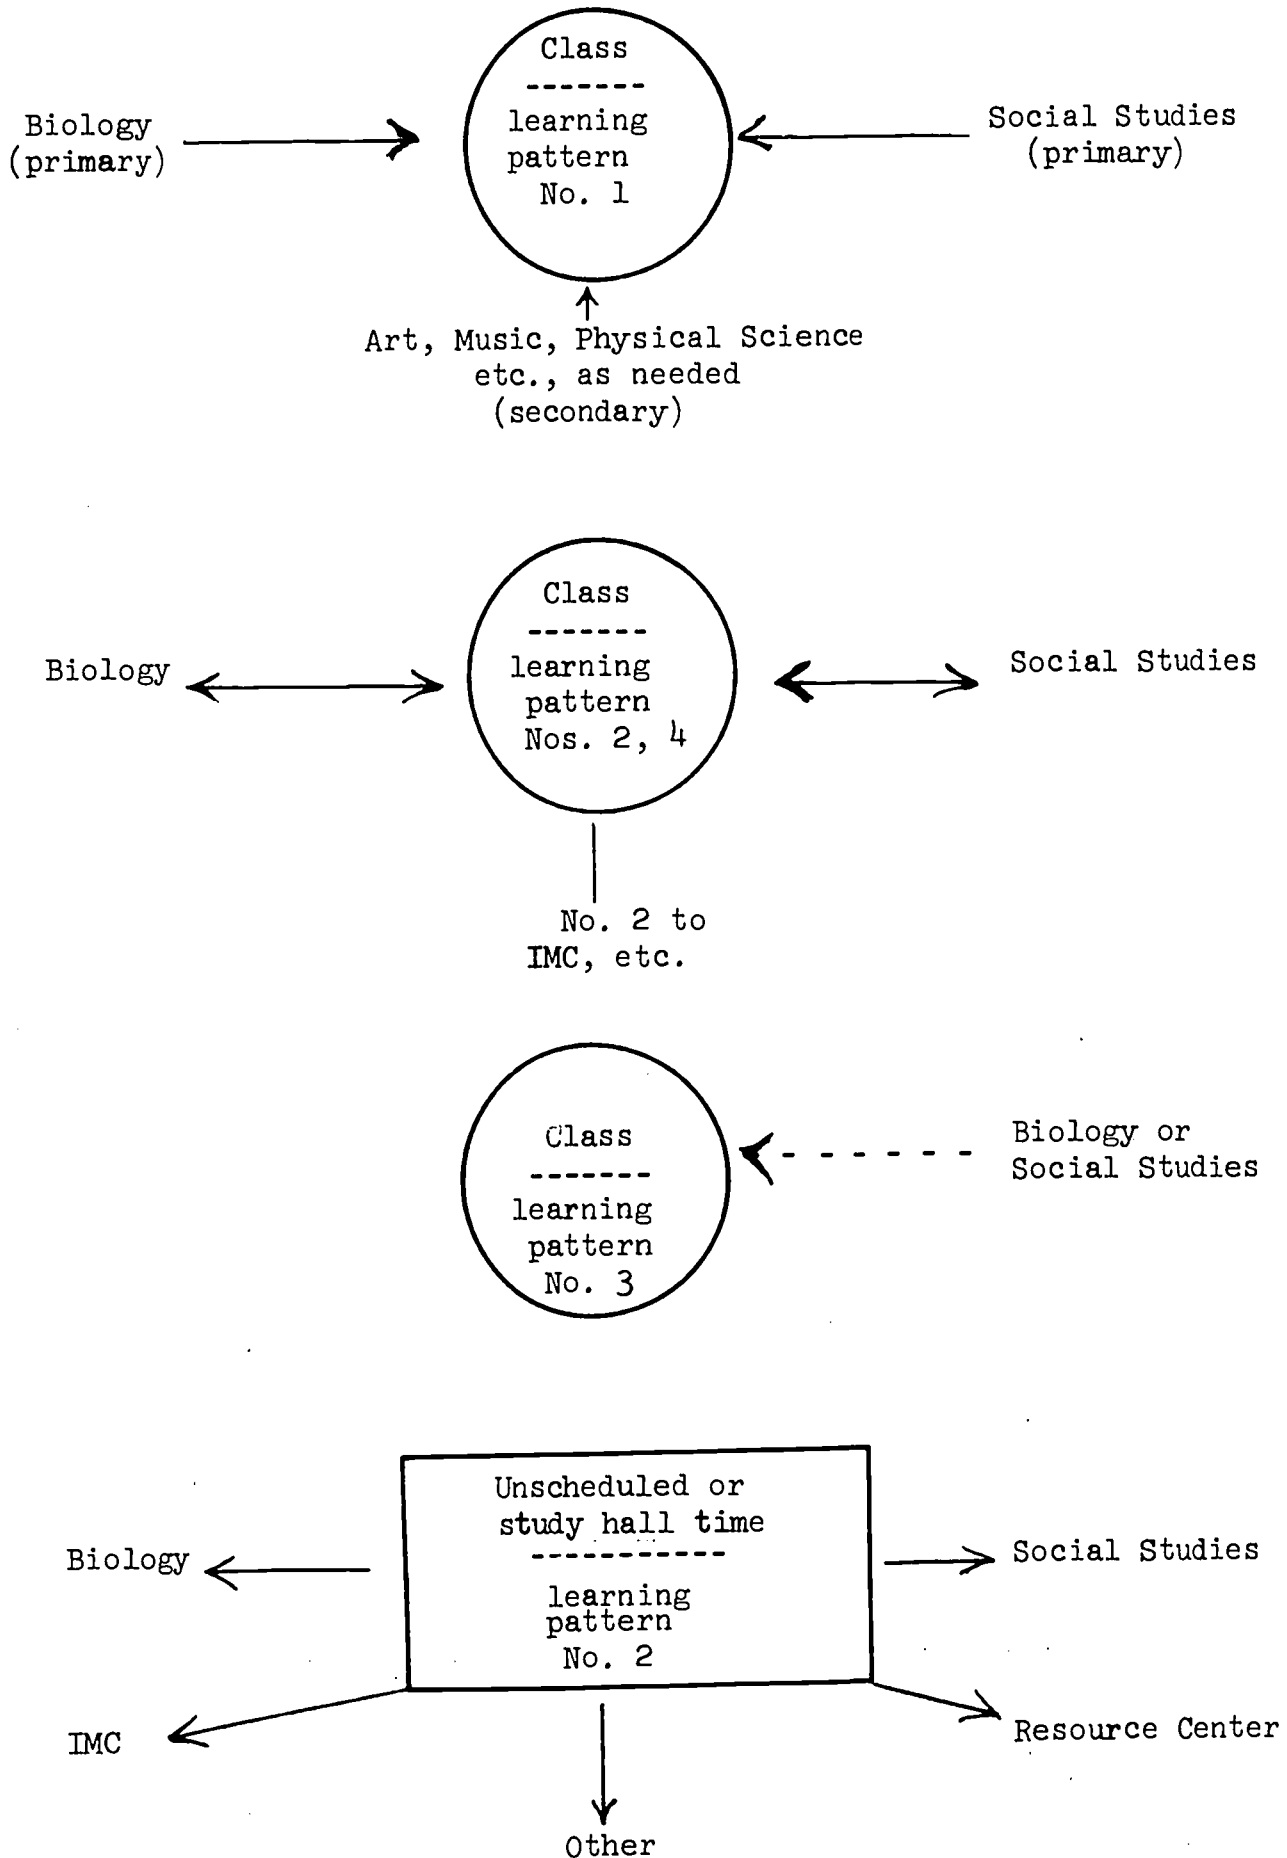 Class
-------
learning
pattern
No. 1
Biology
(primary)
Social Studies
(primary)
Art, Music, Physical Science
etc., as needed
(secondary)
Class
-------
learning
pattern
Nos. 2, 4
Biology
Social Studies
No. 2 to
IMC, etc.
Class
-------
learning
pattern
No. 3
Biology or
Social Studies
Unscheduled or
study hall time
-----------
learning
pattern
No. 2
Biology
Social Studies
IMC
Resource Center
Other